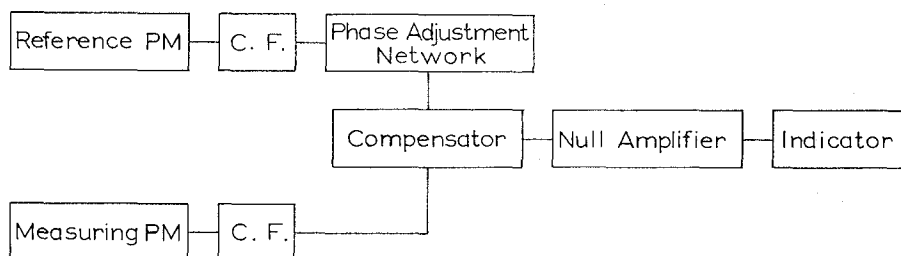 Reference PM
C. F.
Phase Adjustment
Network
Compensator
Null Amplifier
Indicator
Measuring PM
C. F.